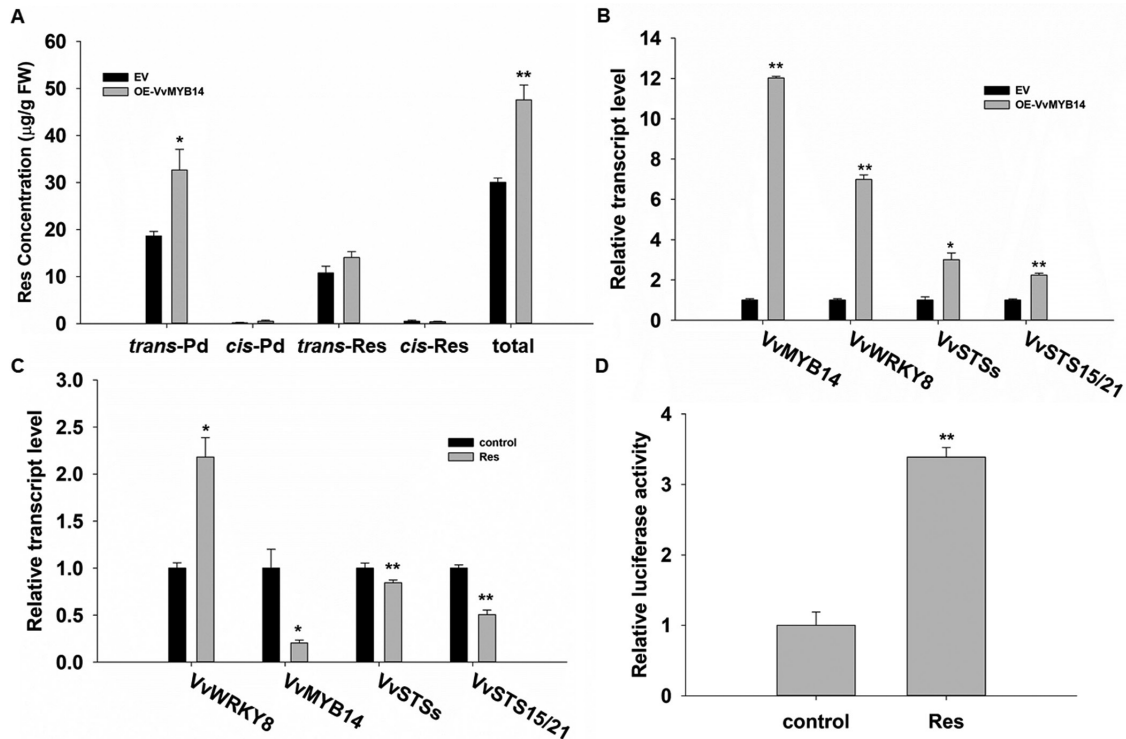 A
Res Concentration (µg/g FW)
60
50
40
30
20
10
0
EV
OE-VvMYB14
*
**
trans-Pd cis-Pd trans-Res cis-Res total
B
Relative transcript level
14
12
10
8
6
4
2
0
EV
OE-VvMYB14
**
**
*
**
VvMYB14 VvWRKY8 VvSTSs VvSTS15/21
C
Relative transcript level
3.0
2.5
2.0
1.5
1.0
0.5
0.0
control
Res
*
*
**
**
VvWRKY8 VvMYB14 VvSTSs VvSTS15/21
D
Relative luciferase activity
4
3
2
1
0
**
control Res